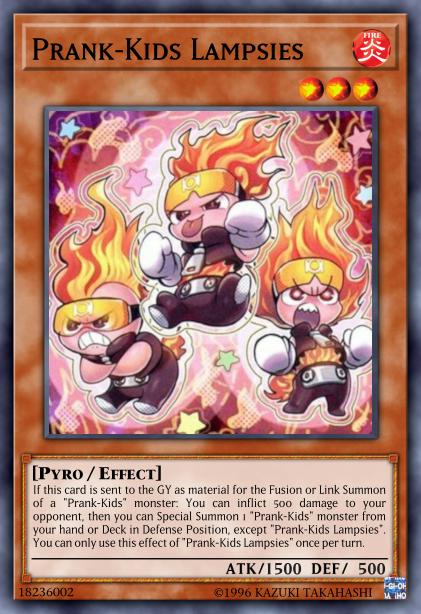 Prank-Kids Lampsies
FIRE
炎
[Pyro / Effect]
If this card is sent to the GY as material for the Fusion or Link Summon
of a "Prank-Kids" monster: You can inflict 500 damage to your
opponent, then you can Special Summon 1 "Prank-Kids" monster from
your hand or Deck in Defense Position, except "Prank-Kids Lampsies".
You can only use this effect of "Prank-Kids Lampsies" once per turn.
ATK/1500 DEF/ 500
18236002
©1996 KAZUKI TAKAHASHI